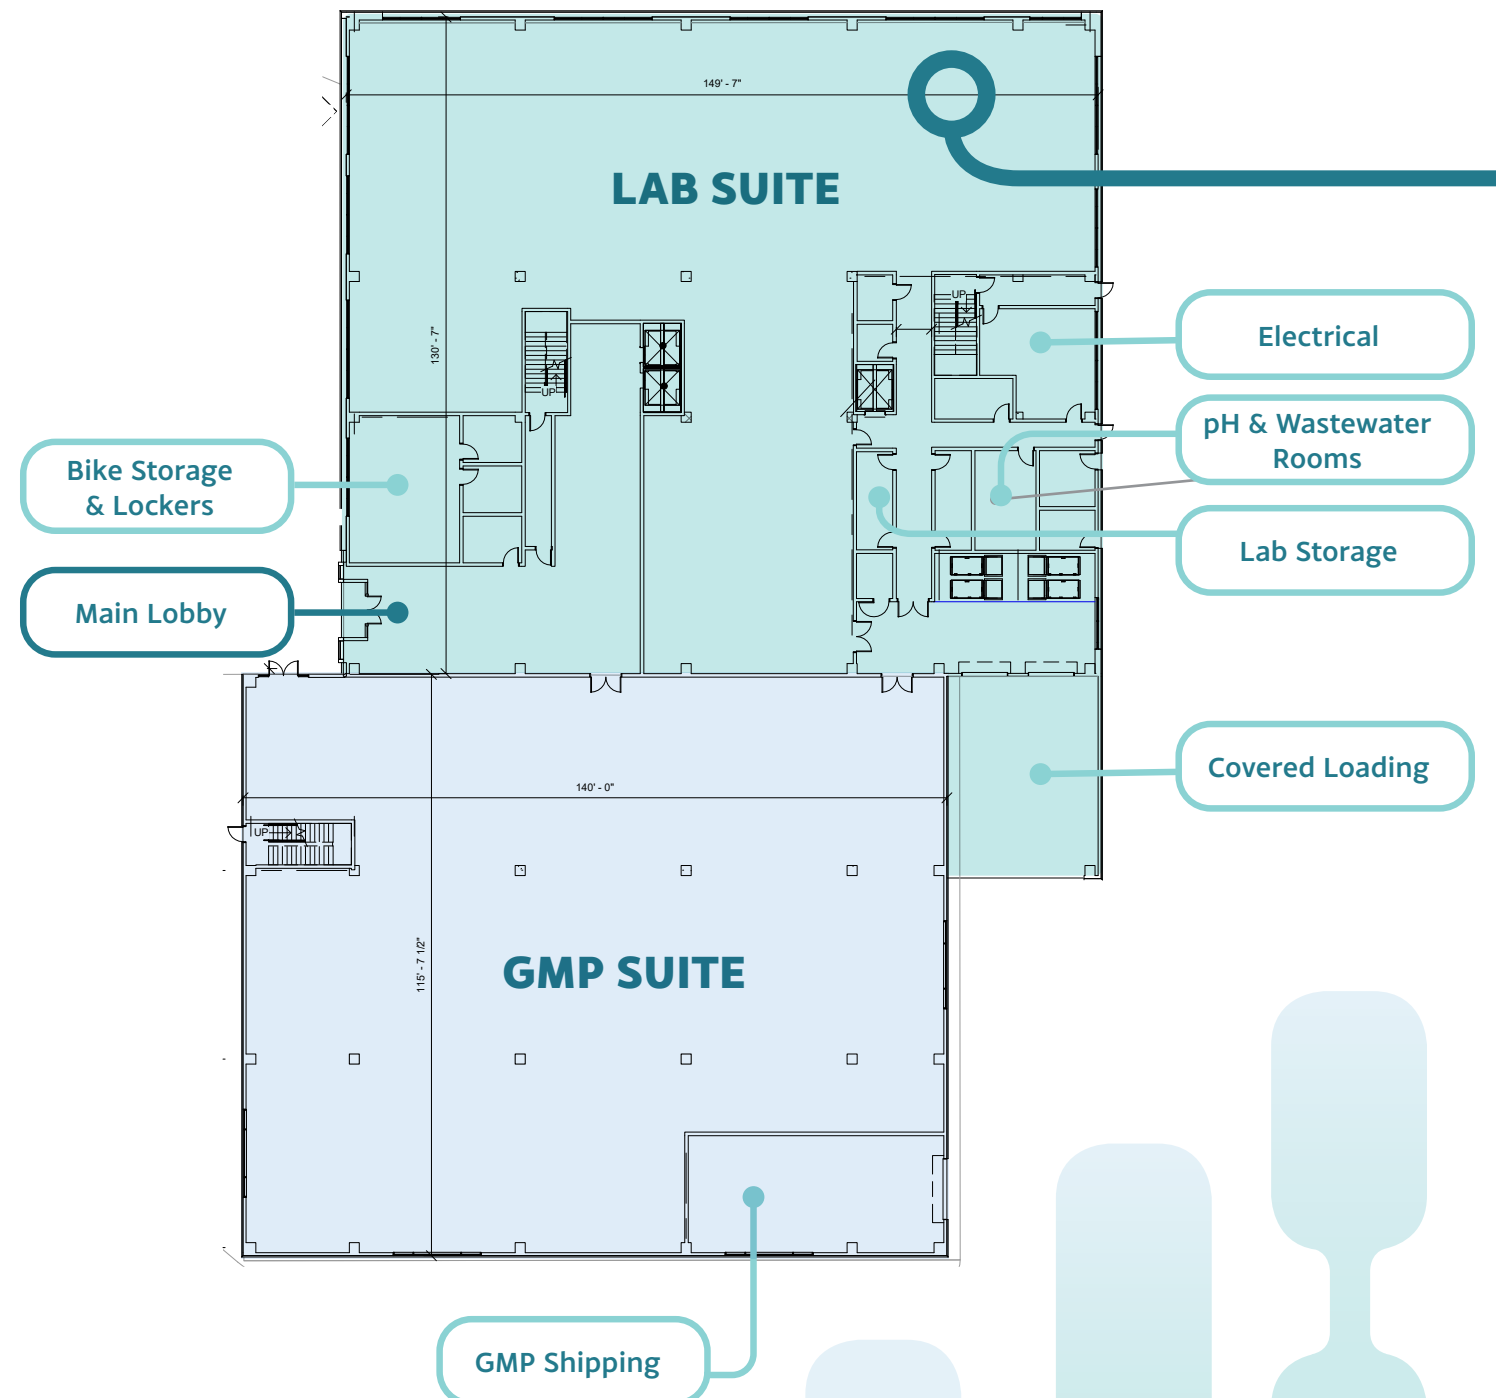 149' - 7"
LAB SUITE
130' - 7"
UP
UP
Electrical
pH & Wastewater
Rooms
Bike Storage
& Lockers
Lab Storage
Main Lobby
Covered Loading
140' - 0"
UP
115' - 7 1/2"
GMP SUITE
GMP Shipping